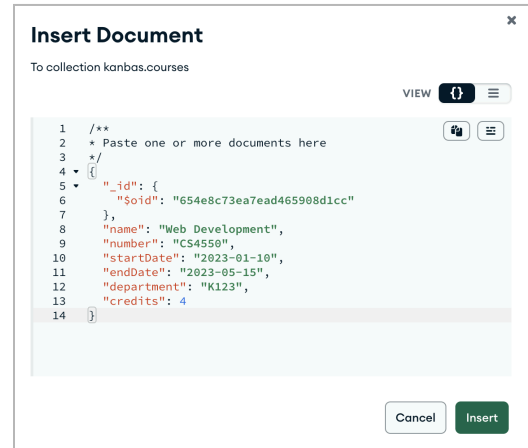 Insert Document
To collection kanbas.courses
VIEW {} ☰
1 /**
2 * Paste one or more documents here
3 */
4 {
5 "_id": {
6 "$oid": "654e8c73ea7ead465908d1cc"
7 },
8 "name": "Web Development",
9 "number": "CS4550",
10 "startDate": "2023-01-10",
11 "endDate": "2023-05-15",
12 "department": "K123",
13 "credits": 4
14 }
Cancel Insert